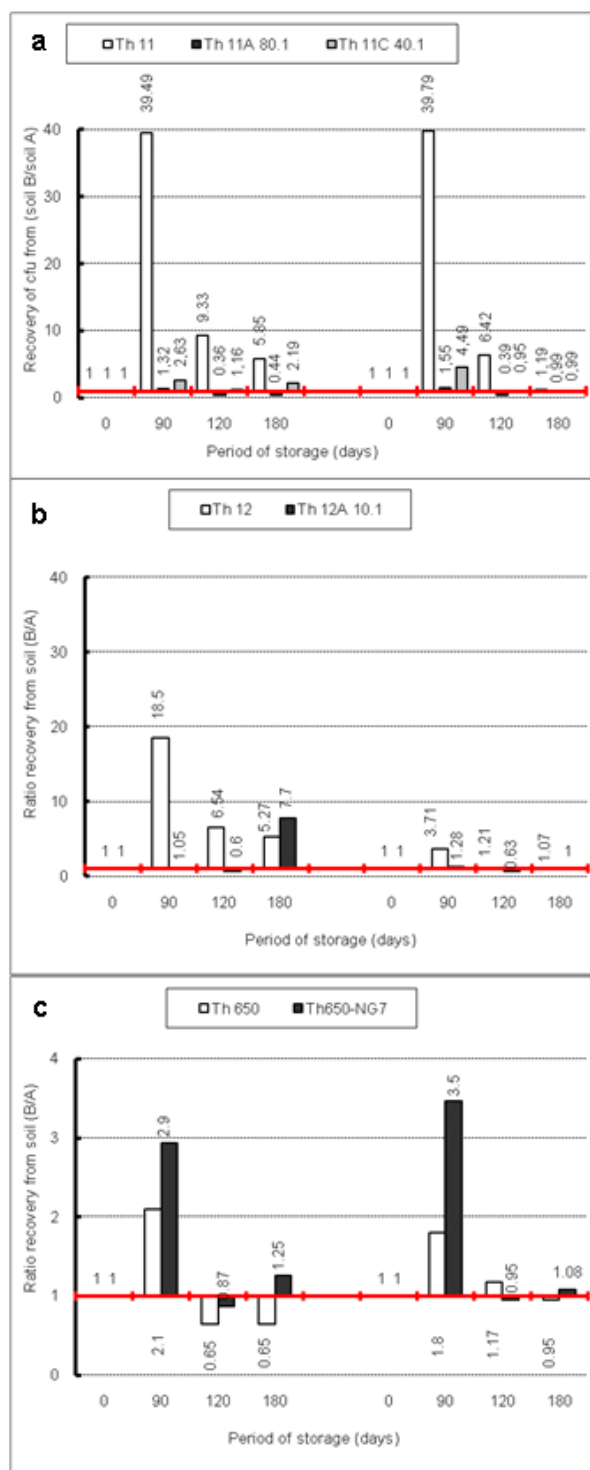 a
Th 11 Th 11A 80.1 Th 11C 40.1
Recovery of cfu from (soil B/soil A)
40
30
20
10
0
1 1 1 39.49 1,32 2,63 9.33 0.36 1,16 5.85 0.44 2.19 1 1 1 39.79 1,55 4,49 6.42 0.39 0,95 1,19 0,99 0,99
0 90 120 180 0 90 120 180
Period of storage (days)
b
Th 12 Th 12A 10.1
Ratio recovery from soil (B/A)
40
30
20
10
0
1 1 18.5 1.05 6.54 0.6 5.27 7.7 1 1 3.71 1.28 1.21 0.63 1.07 1
0 90 120 180 0 90 120 180
Period of storage (days)
c
Th 650 Th650-NG7
Ratio recovery from soil (B/A)
4
3
2
1
0
1 1 2.1 2.9 0.65 0.87 0.65 1.25 1 1 1.8 3.5 1.17 0.95 0.95 1.08
0 90 120 180 0 90 120 180
Period of storage (days)